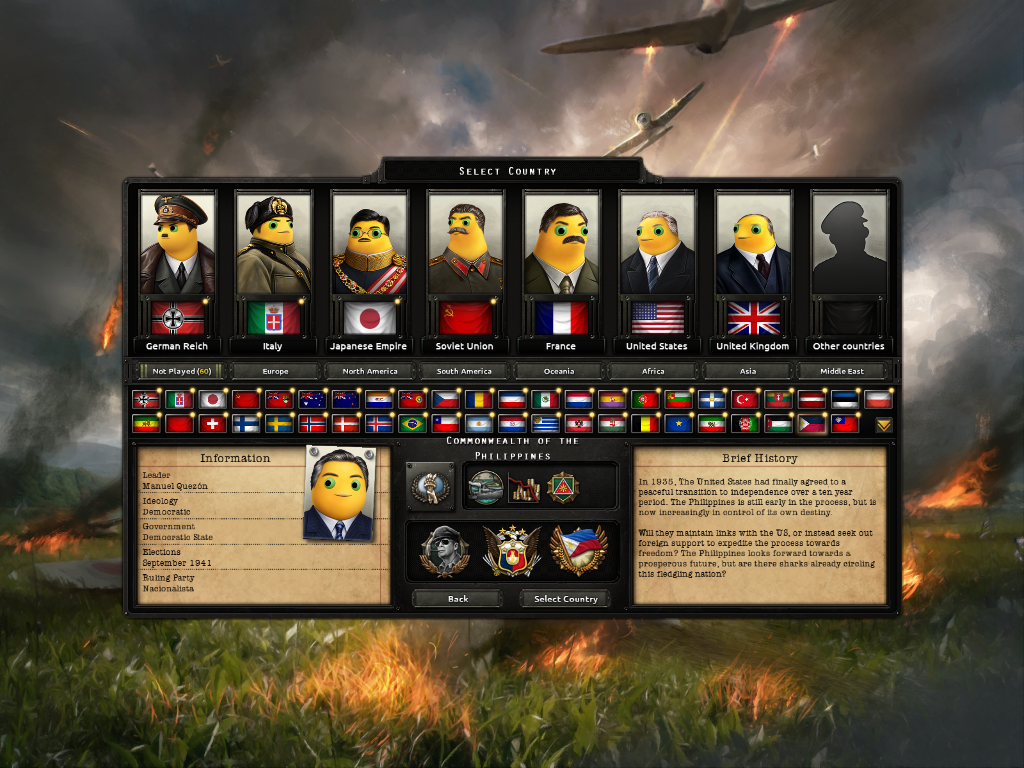 Select Country
German Reich
Italy
Japanese Empire
Soviet Union
France
United States
United Kingdom
Other countries
Not Played (60)
Europe
North America
South America
Oceania
Africa
Asia
Middle East
Commonwealth of the
Philippines
Information
Leader
Manuel Quezón
Ideology
Democratic
Government
Democratic State
Elections
September 1941
Ruling Party
Nacionalista
Back
Select Country
Brief History
In 1935, The United States had finally agreed to a
peaceful transition to independence over a ten year
period. The Philippines is still early in the process, but is
now increasingly in control of its own destiny.
Will they maintain links with the US, or instead seek out
foreign support to expedite the process towards
freedom? The Philippines looks forward towards a
prosperous future, but are there sharks already circling
this fledgling nation?